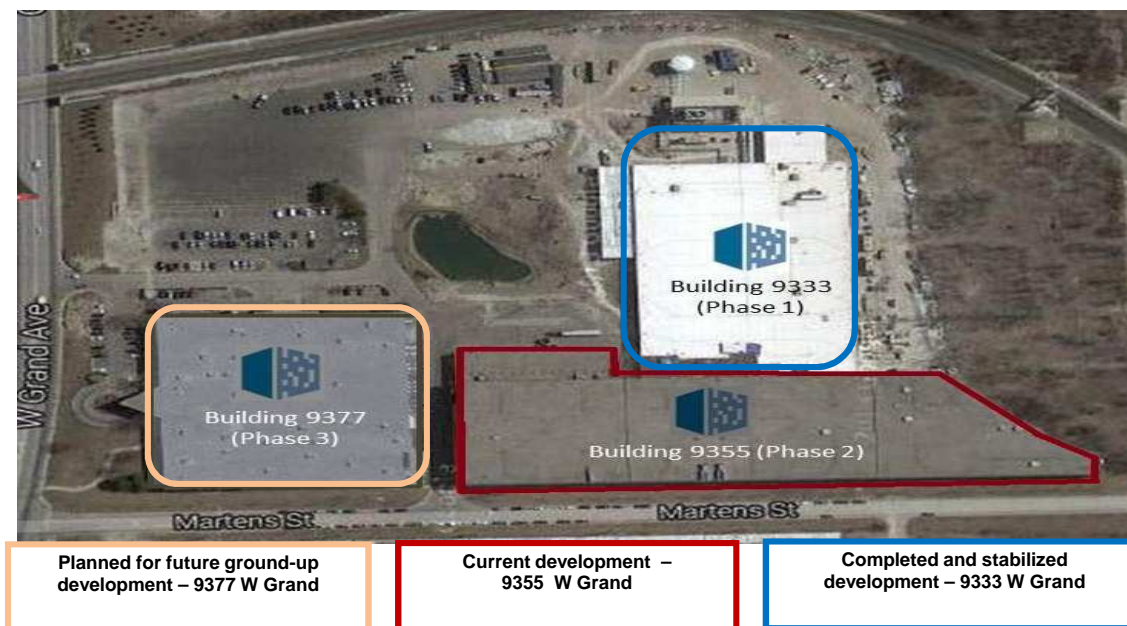 W Grand Ave
Building 9333
(Phase 1)
Building 9377
(Phase 3)
Building 9355 (Phase 2)
Martens St
Martens St
Planned for future ground-up
development – 9377 W Grand
Current development –
9355 W Grand
Completed and stabilized
development – 9333 W Grand